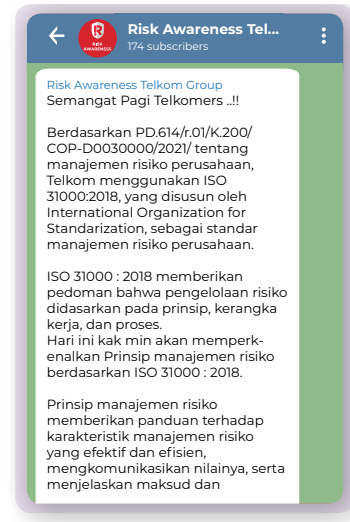 Risk Awareness Tel...
174 subscribers
RISK
AWARENESS
Risk Awareness Telkom Group
Semangat Pagi Telkomers ..!!
Berdasarkan PD.614/r.01/K.200/
COP-D0030000/2021/ tentang
manajemen risiko perusahaan,
Telkom menggunakan ISO
31000:2018, yang disusun oleh
International Organization for
Standarization, sebagai standar
manajemen risiko perusahaan.
ISO 31000 : 2018 memberikan
pedoman bahwa pengelolaan risiko
didasarkan pada prinsip, kerangka
kerja, dan proses.
Hari ini kak min akan memperk-
enalkan Prinsip manajemen risiko
berdasarkan ISO 31000 : 2018.
Prinsip manajemen risiko
memberikan panduan terhadap
karakteristik manajemen risiko
yang efektif dan efisien,
mengkomunikasikan nilainya, serta
menjelaskan maksud dan